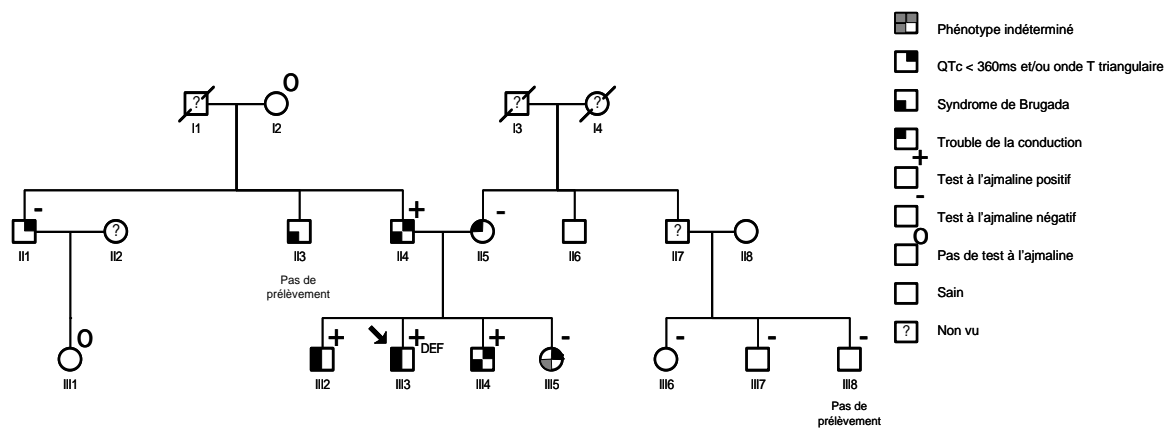 Phénotype indéterminé
QTc < 360ms et/ou onde T triangulaire
Syndrome de Brugada
Trouble de la conduction
+
Test à l'ajmaline positif
-
Test à l'ajmaline négatif
O
Pas de test à l'ajmaline
Sain
? Non vu
O
? ? ?
I1 I2 I3 I4
- + -
? ?
II1 II2 II3 II4 II5 II6 II7 II8
Pas de
prélèvement
O + + DEF + - - - -
III1 III2 III3 III4 III5 III6 III7 III8
Pas de
prélèvement